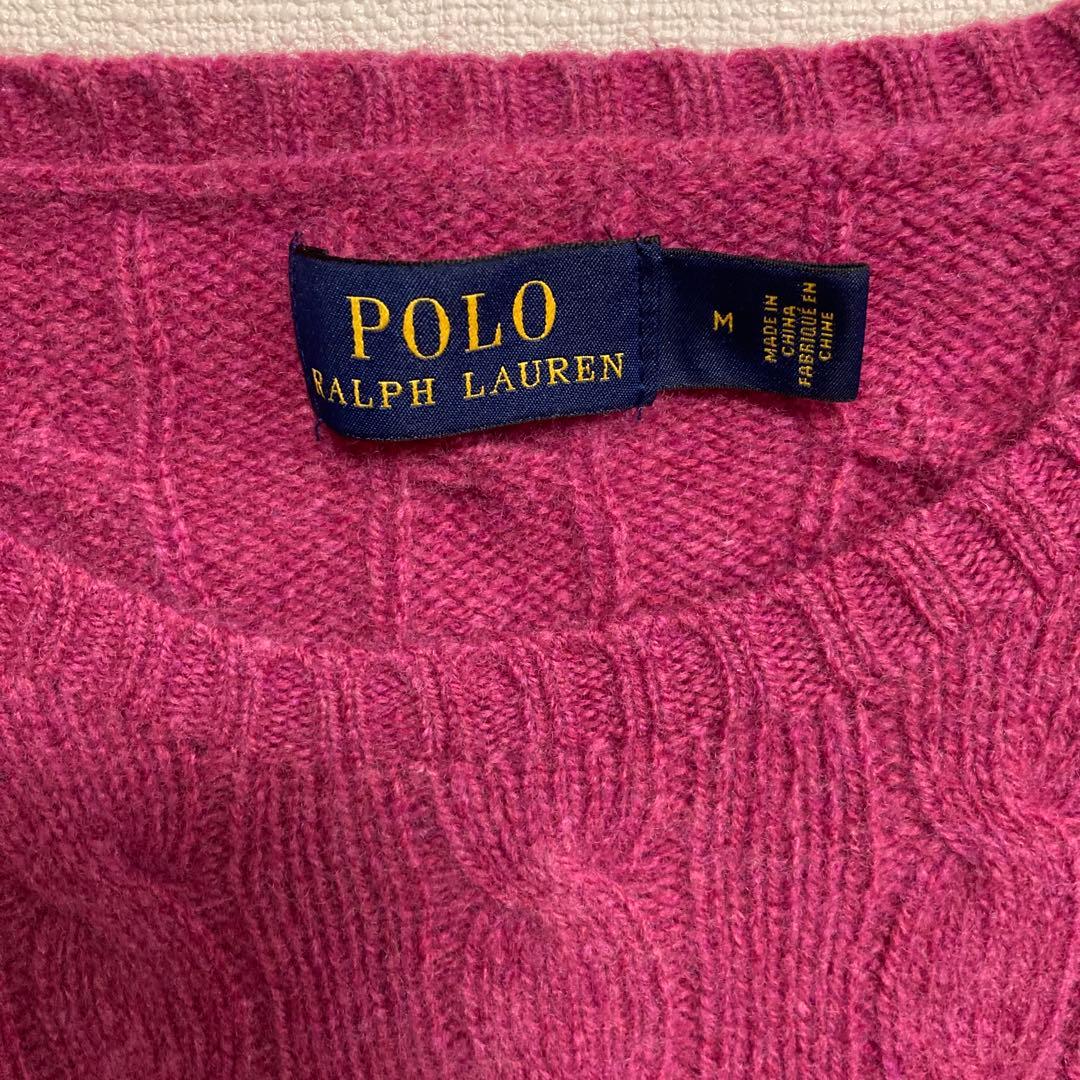 POLO
RALPH LAUREN
M
MADE IN
CHINA
FABRIQUÉ EN
CHINE